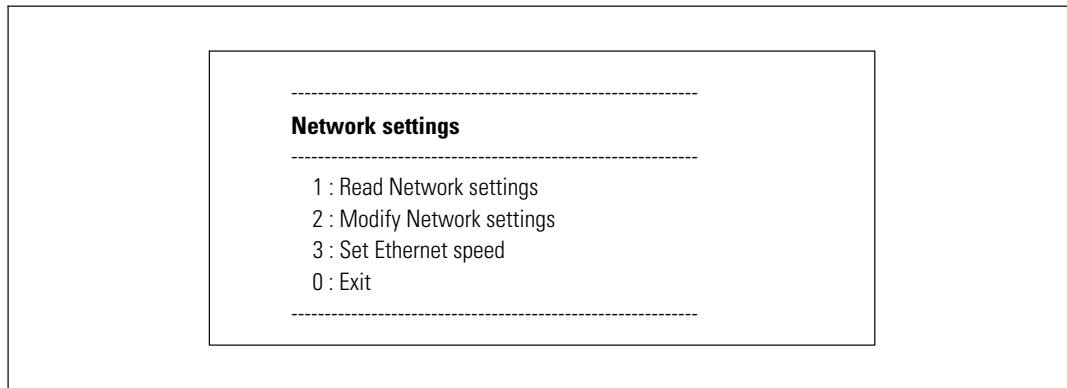 -------------------------------------------------------------
Network settings
-------------------------------------------------------------
1 : Read Network settings
2 : Modify Network settings
3 : Set Ethernet speed
0 : Exit
-------------------------------------------------------------